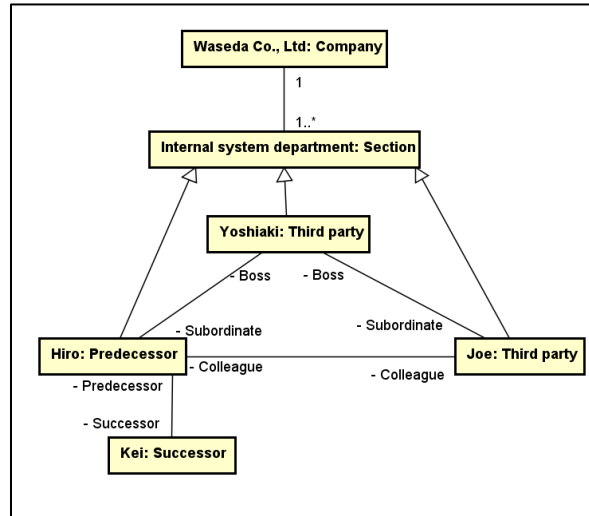 Waseda Co., Ltd: Company
1
1..*
Internal system department: Section
Yoshiaki: Third party
- Boss
- Boss
- Subordinate
- Subordinate
Hiro: Predecessor
Joe: Third party
- Colleague
- Colleague
- Predecessor
- Successor
Kei: Successor